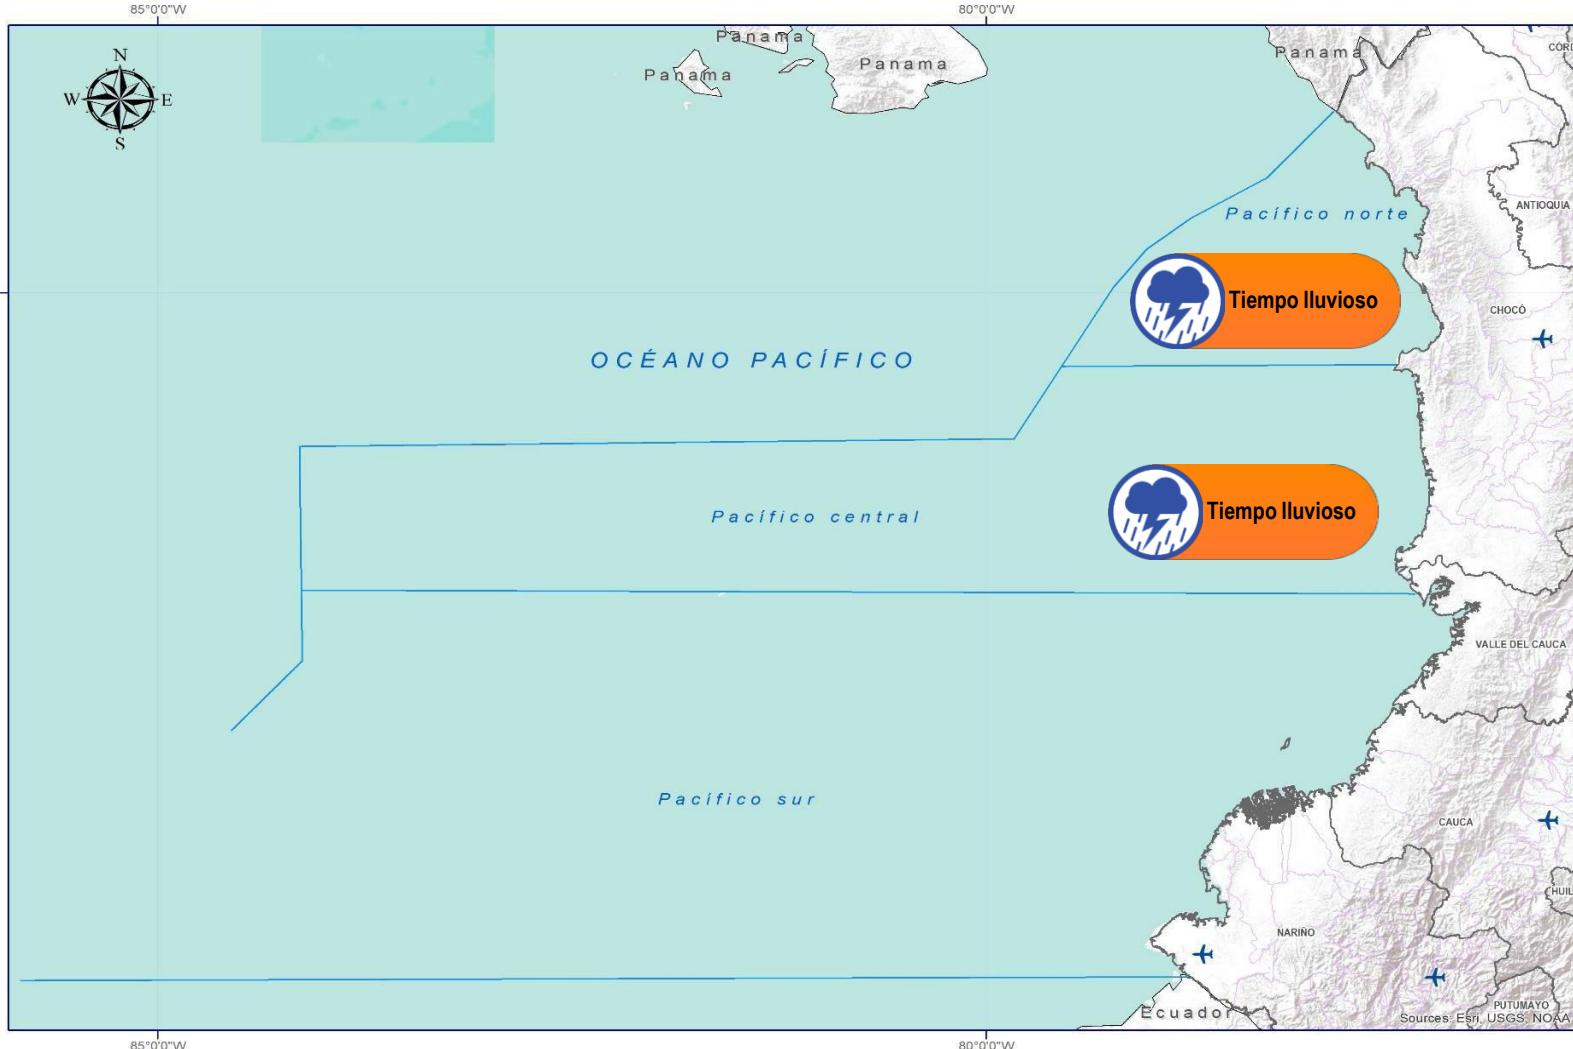 85°0'0"W
80°0'0"W
Panama
Panama
Panama
Panama
N
W
E
S
ANTIOQUIA
Pacífico norte
Tiempo lluvioso
CHOCÓ
OCÉANO PACÍFICO
Pacífico central
Tiempo lluvioso
VALLE DEL CAUCA
Pacífico sur
CAUCA
NARIÑO
PUTUMAYO
Ecuador
Sources: Esri, USGS, NOAA
85°0'0"W
80°0'0"W